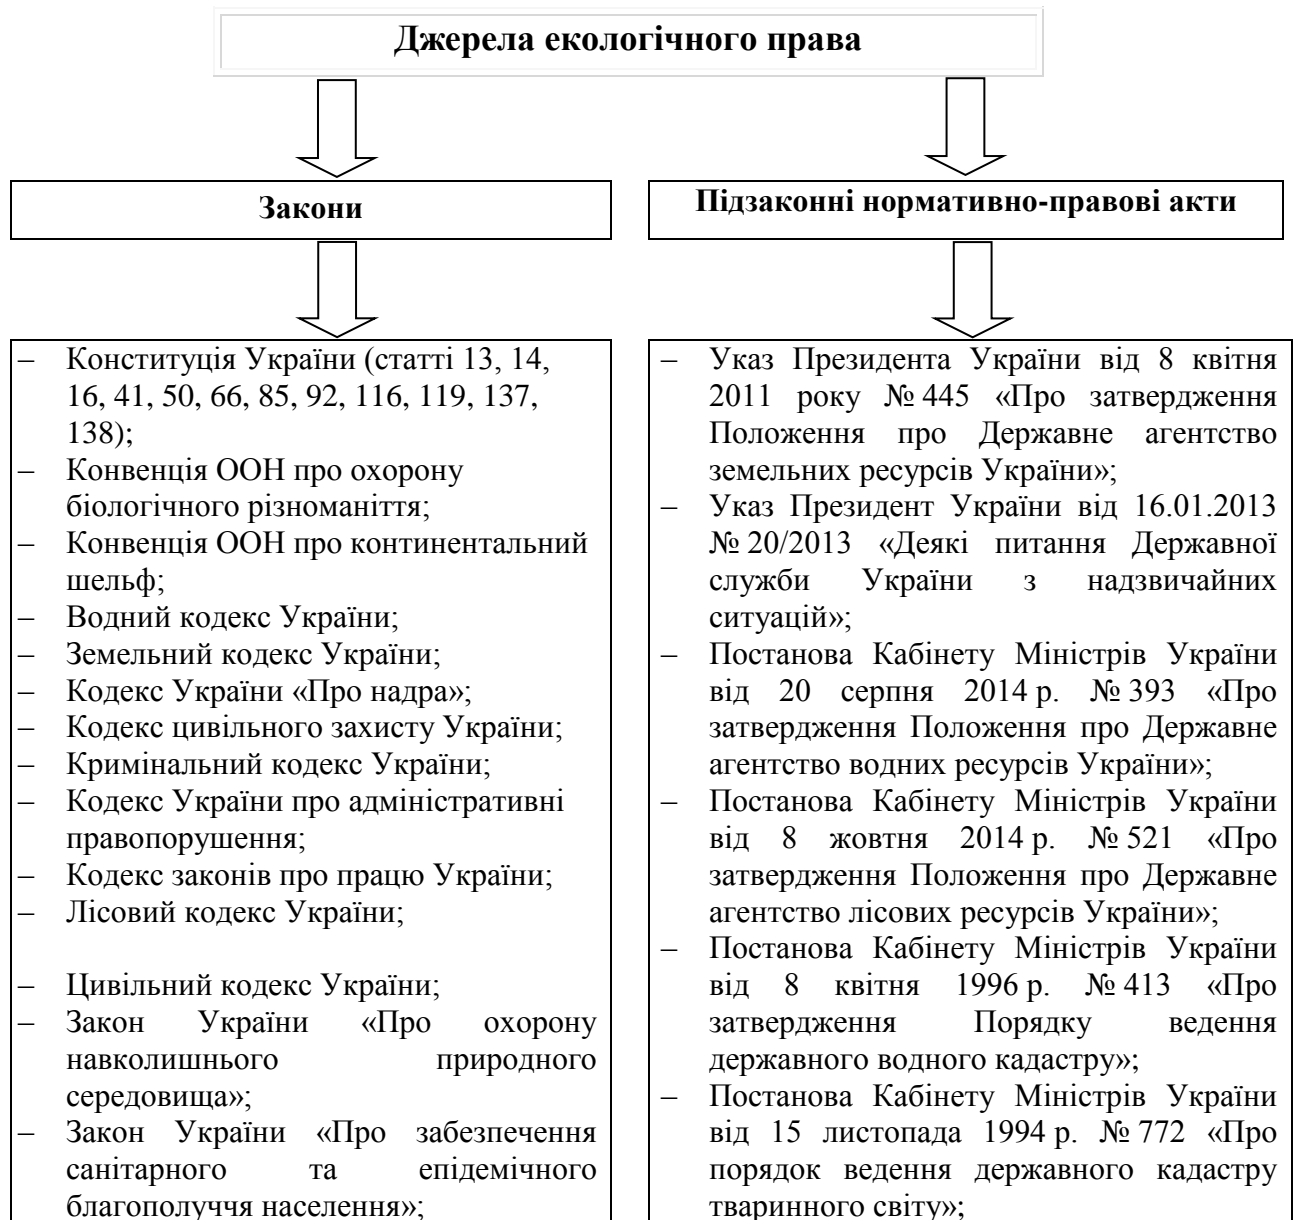 Джерела екологічного права
Закони
Підзаконні нормативно-правові акти
– Конституція України (статті 13, 14,
16, 41, 50, 66, 85, 92, 116, 119, 137,
138);
– Конвенція ООН про охорону
біологічного різноманіття;
– Конвенція ООН про континентальний
шельф;
– Водний кодекс України;
– Земельний кодекс України;
– Кодекс України «Про надра»;
– Кодекс цивільного захисту України;
– Кримінальний кодекс України;
– Кодекс України про адміністративні
правопорушення;
– Кодекс законів про працю України;
– Лісовий кодекс України;
– Цивільний кодекс України;
– Закон України «Про охорону
навколишнього природного
середовища»;
– Закон України «Про забезпечення
санітарного та епідемічного
благополуччя населення»;
– Указ Президента України від 8 квітня
2011 року № 445 «Про затвердження
Положення про Державне агентство
земельних ресурсів України»;
– Указ Президент України від 16.01.2013
№ 20/2013 «Деякі питання Державної
служби України з надзвичайних
ситуацій»;
– Постанова Кабінету Міністрів України
від 20 серпня 2014 р. № 393 «Про
затвердження Положення про Державне
агентство водних ресурсів України»;
– Постанова Кабінету Міністрів України
від 8 жовтня 2014 р. № 521 «Про
затвердження Положення про Державне
агентство лісових ресурсів України»;
– Постанова Кабінету Міністрів України
від 8 квітня 1996 р. № 413 «Про
затвердження Порядку ведення
державного водного кадастру»;
– Постанова Кабінету Міністрів України
від 15 листопада 1994 р. № 772 «Про
порядок ведення державного кадастру
тваринного світу»;